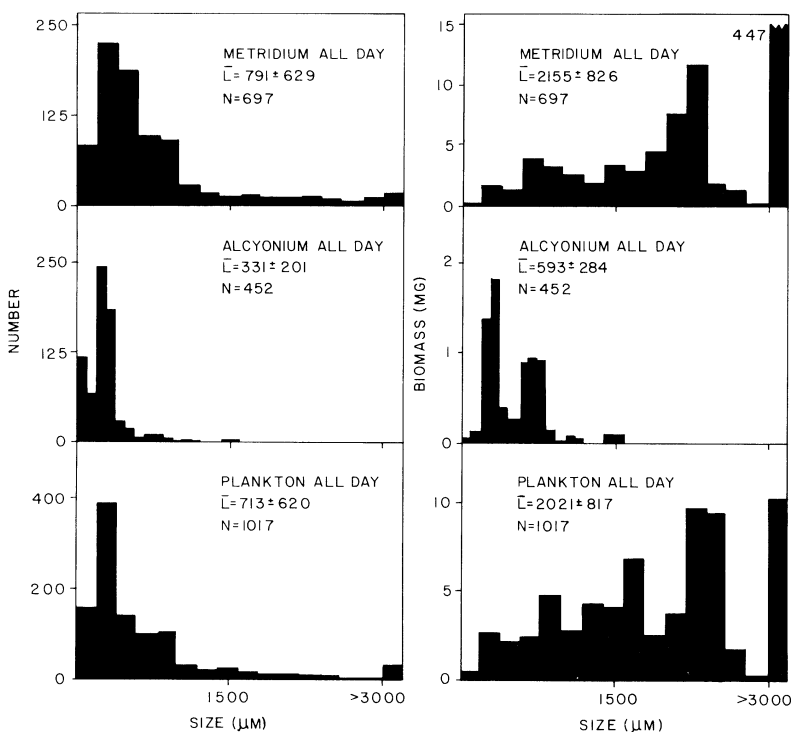 250
125
0
METRIDIUM ALL DAY
L̄=791±629
N=697
NUMBER
250
125
0
ALCYONIUM ALL DAY
L̄=331±201
N=452
400
200
0
PLANKTON ALL DAY
L̄=713±620
N=1017
1500
>3000
SIZE (μM)
15
10
5
0
447
METRIDIUM ALL DAY
L̄=2155±826
N=697
BIOMASS (MG)
2
1
0
ALCYONIUM ALL DAY
L̄=593±284
N=452
10
5
0
PLANKTON ALL DAY
L̄=2021±817
N=1017
1500
>3000
SIZE (μM)